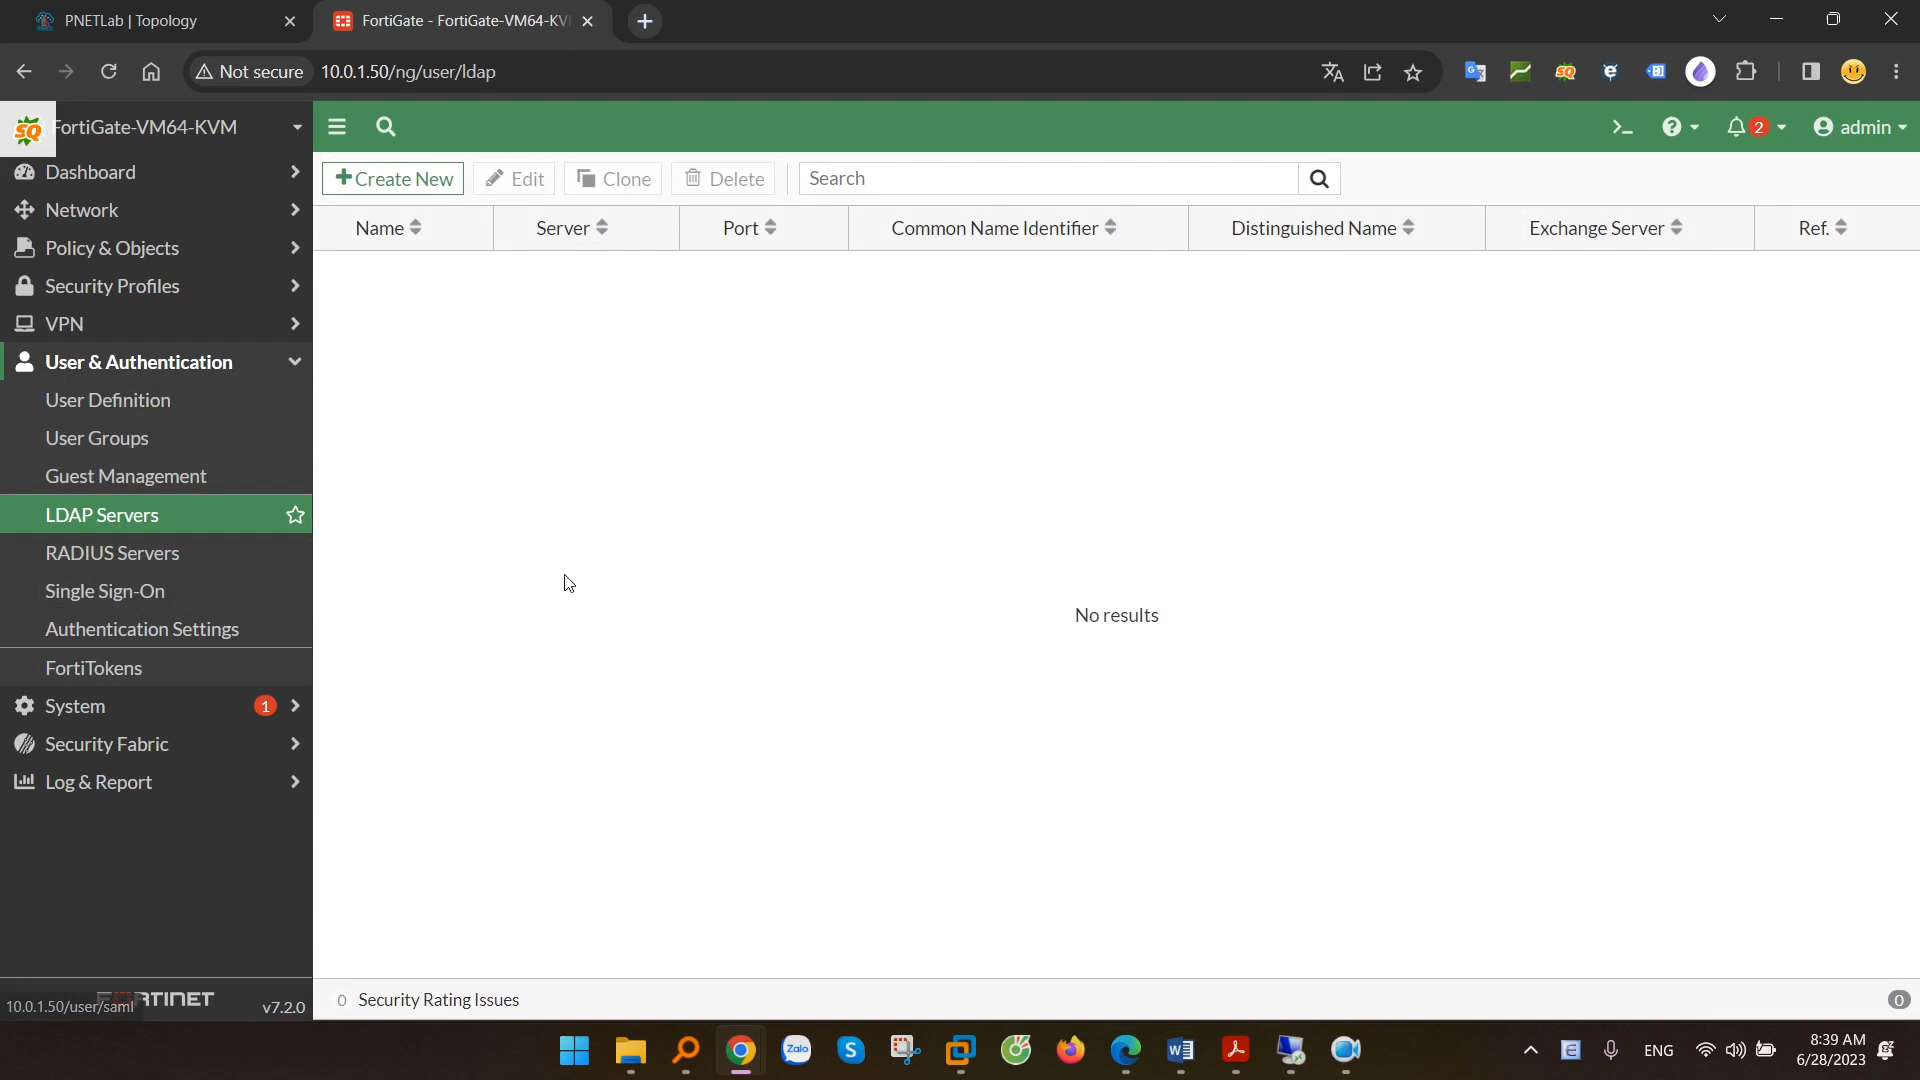 PNETLab | Topology
FortiGate - FortiGate-VM64-KVI
Not secure
10.0.1.50/ng/user/ldap
SQ
FortiGate-VM64-KVM
2
admin
Dashboard
Network
Policy & Objects
Security Profiles
VPN
User & Authentication
User Definition
User Groups
Guest Management
LDAP Servers
RADIUS Servers
Single Sign-On
Authentication Settings
FortiTokens
System
1
Security Fabric
Log & Report
Create New
Edit
Clone
Delete
Search
Name
Server
Port
Common Name Identifier
Distinguished Name
Exchange Server
Ref.
No results
0 Security Rating Issues
0
10.0.1.50/user/saml
FORTINET
v7.2.0
Zalo
ENG
8:39 AM
6/28/2023